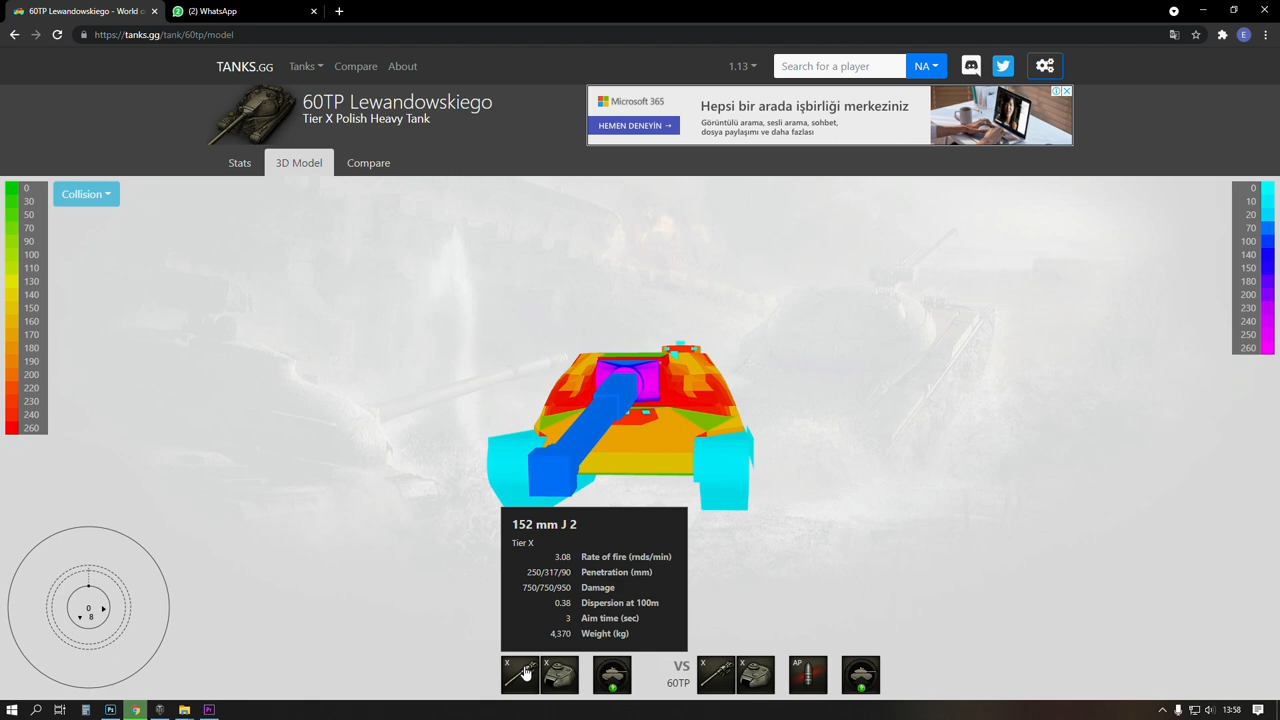 60TP Lewandowskiego - World o
(2) WhatsApp
https://tanks.gg/tank/60tp/model
E
TANKS.GG
Tanks
Compare
About
1.13
Search for a player
NA
60TP Lewandowskiego
Tier X Polish Heavy Tank
Microsoft 365
HEMEN DENEYİN →
Hepsi bir arada işbirliği merkeziniz
Görüntülü arama, sesli arama, sohbet,
dosya paylaşımı ve daha fazlası
Stats
3D Model
Compare
Collision
0
30
50
70
90
100
110
130
140
150
160
170
180
190
200
220
230
240
260
0
10
20
70
100
140
150
180
200
230
240
250
260
0
8
152 mm J 2
Tier X
3.08 Rate of fire (rnds/min)
250/317/90 Penetration (mm)
750/750/950 Damage
0.38 Dispersion at 100m
3 Aim time (sec)
4,370 Weight (kg)
X
X
VS
60TP
X
X
AP
Ps
Pr
13:58